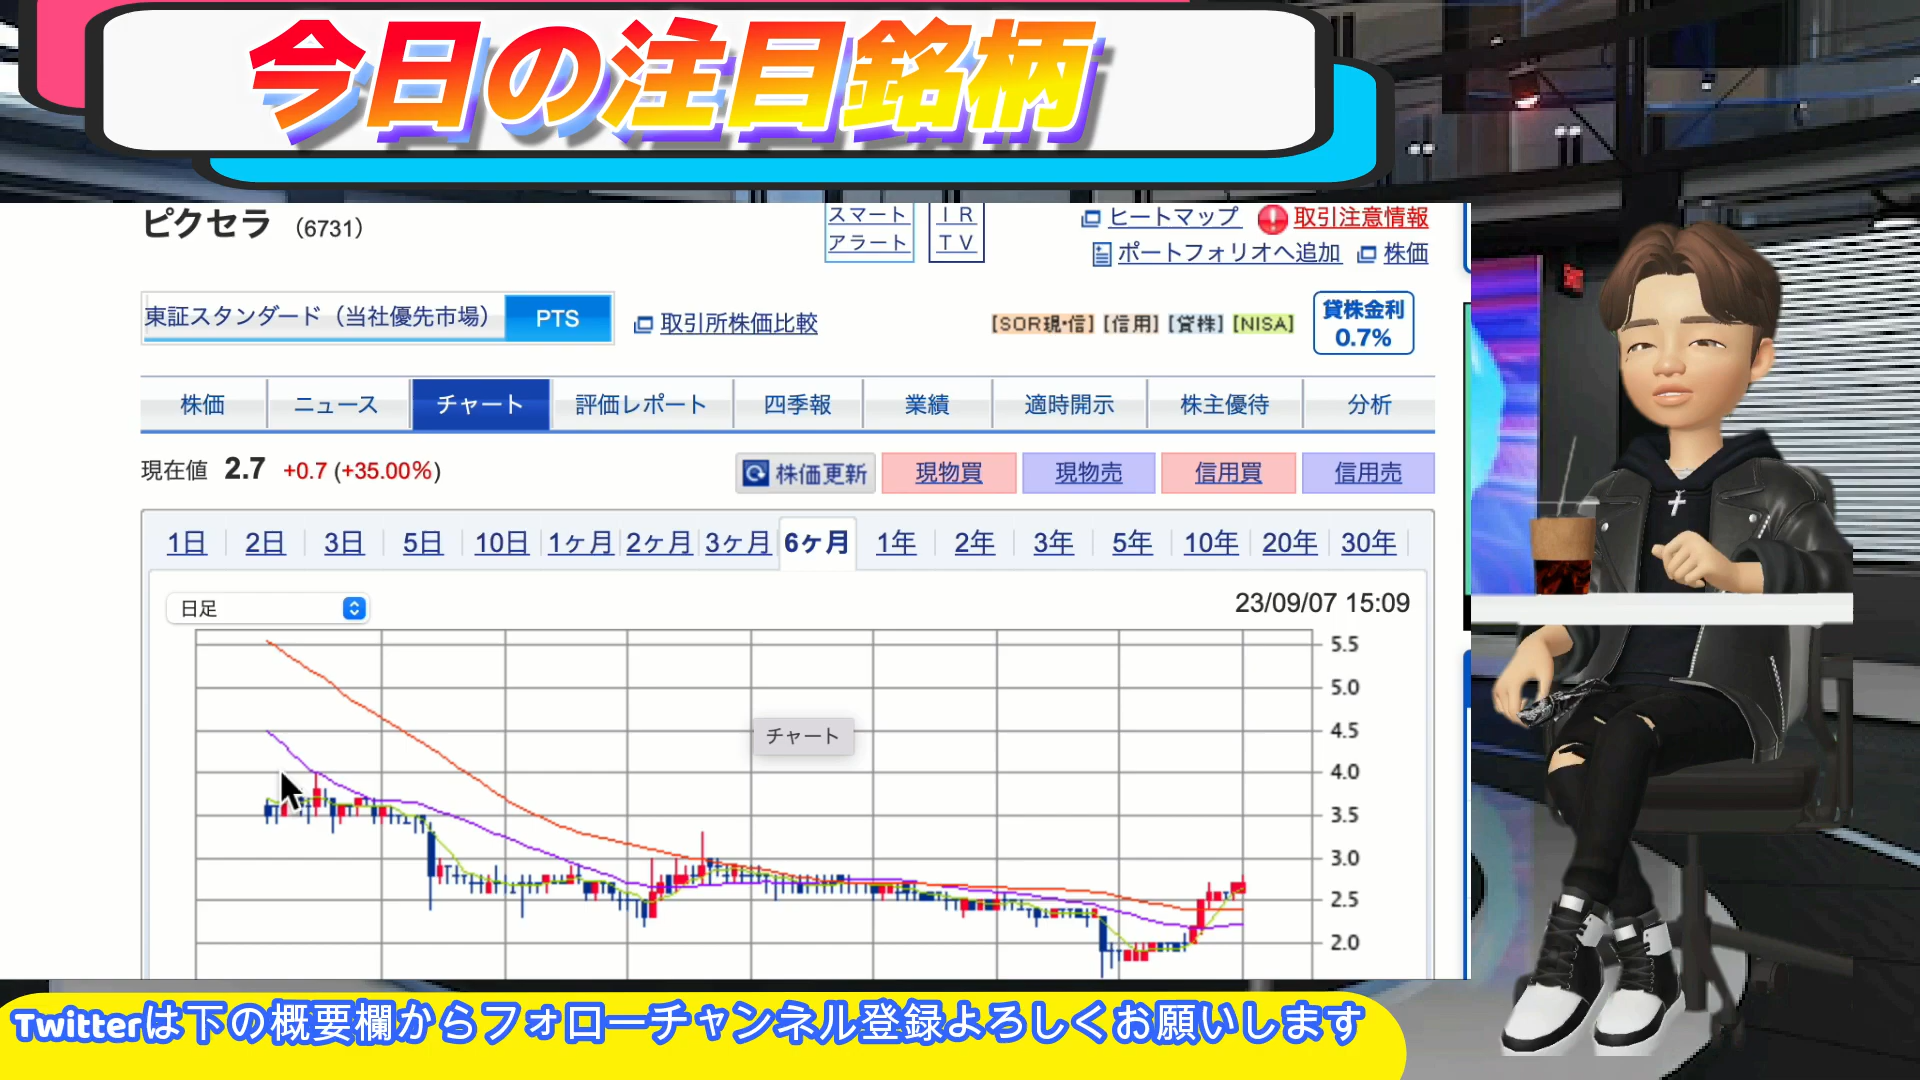 今日の注目銘柄
ピクセラ （6731）
スマート
アラート
ＩＲ
ＴＶ
ヒートマップ
取引注意情報
ポートフォリオへ追加
株価
東証スタンダード（当社優先市場）
PTS
取引所株価比較
[SOR現・信] [信用] [貸株] [NISA]
貸株金利
0.7%
株価
ニュース
チャート
評価レポート
四季報
業績
適時開示
株主優待
分析
現在値 2.7 +0.7 (+35.00%)
株価更新
現物買
現物売
信用買
信用売
1日
2日
3日
5日
10日
1ヶ月
2ヶ月
3ヶ月
6ヶ月
1年
2年
3年
5年
10年
20年
30年
日足
23/09/07 15:09
5.5
5.0
4.5
チャート
4.0
3.5
3.0
2.5
2.0
Twitterは下の概要欄からフォローチャンネル登録よろしくお願いします